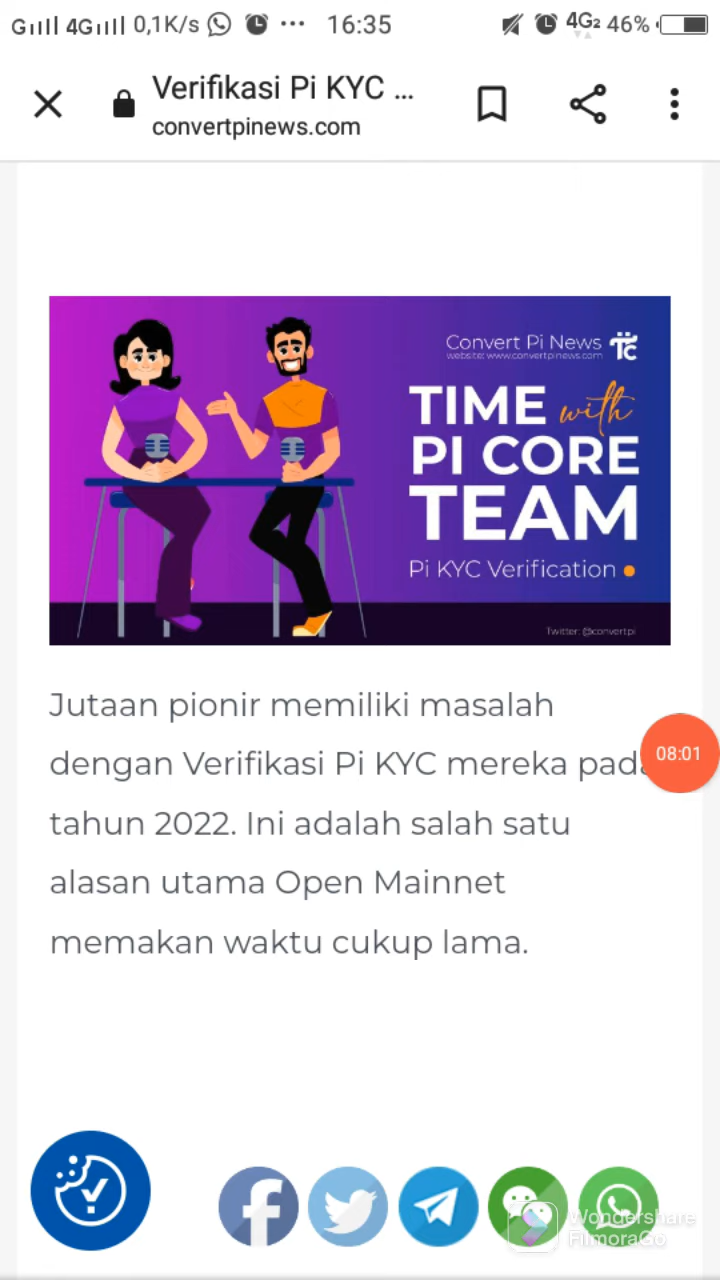 0,1K/s ... 16:35 4G2 46%
Verifikasi Pi KYC ...
convertpinews.com
Convert Pi News
website: www.convertpinews.com
TIME with
PI CORE
TEAM
Pi KYC Verification
Twitter: @convertpi
Jutaan pionir memiliki masalah
dengan Verifikasi Pi KYC mereka pada
08:01
tahun 2022. Ini adalah salah satu
alasan utama Open Mainnet
memakan waktu cukup lama.
Wondershare
FilmoraGo